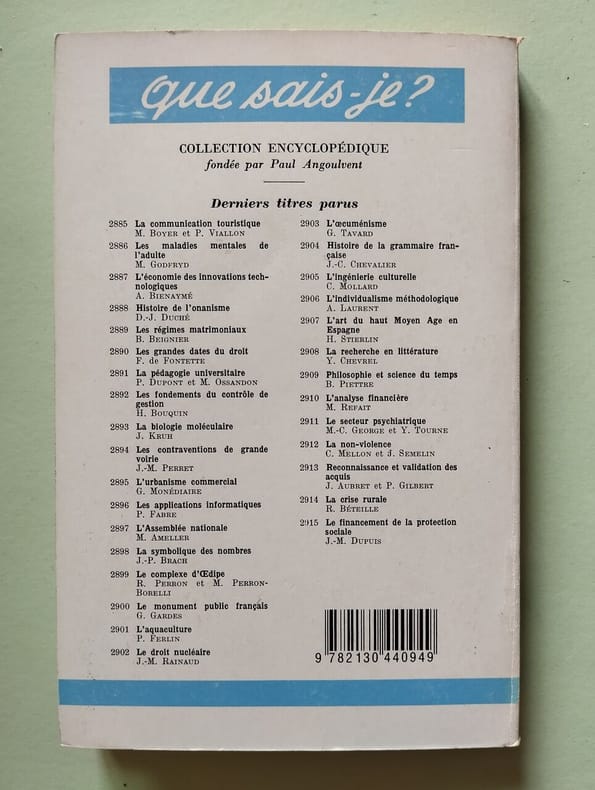 que sais-je?
COLLECTION ENCYCLOPÉDIQUE
fondée par Paul Angoulvent
Derniers titres parus
2885 La communication touristique
M. BOYER et P. VIALLON
2886 Les maladies mentales de
l'adulte
M. GODFRYD
2887 L'économie des innovations tech-
nologiques
A. BIENAYMÉ
2888 Histoire de l'onanisme
D.-J. DUCHÉ
2889 Les régimes matrimoniaux
B. BEIGNIER
2890 Les grandes dates du droit
F. de FONTETTE
2891 La pédagogie universitaire
P. DUPONT et M. OSSANDON
2892 Les fondements du contrôle de
gestion
H. BOUQUIN
2893 La biologie moléculaire
J. KRUH
2894 Les contraventions de grande
voirie
J.-M. PERRET
2895 L'urbanisme commercial
G. MONÉDIAIRE
2896 Les applications informatiques
P. FABRE
2897 L'Assemblée nationale
M. AMELLER
2898 La symbolique des nombres
J.-P. BRACH
2899 Le complexe d'Œdipe
R. PERRON et M. PERRON-
BORELLI
2900 Le monument public français
G. GARDES
2901 L'aquaculture
P. FERLIN
2902 Le droit nucléaire
J.-M. RAINAUD
2903 L'œcuménisme
G. TAVARD
2904 Histoire de la grammaire fran-
çaise
J.-C. CHEVALIER
2905 L'ingénierie culturelle
C. MOLLARD
2906 L'individualisme méthodologique
A. LAURENT
2907 L'art du haut Moyen Age en
Espagne
H. STIERLIN
2908 La recherche en littérature
Y. CHEVREL
2909 Philosophie et science du temps
B. PIETTRE
2910 L'analyse financière
M. REFAIT
2911 Le secteur psychiatrique
M.-C. GEORGE et Y. TOURNE
2912 La non-violence
C. MELLON et J. SEMELIN
2913 Reconnaissance et validation des
acquis
J. AUBRET et P. GILBERT
2914 La crise rurale
R. BÉTEILLE
2915 Le financement de la protection
sociale
J.-M. DUPUIS
9 782130 440949